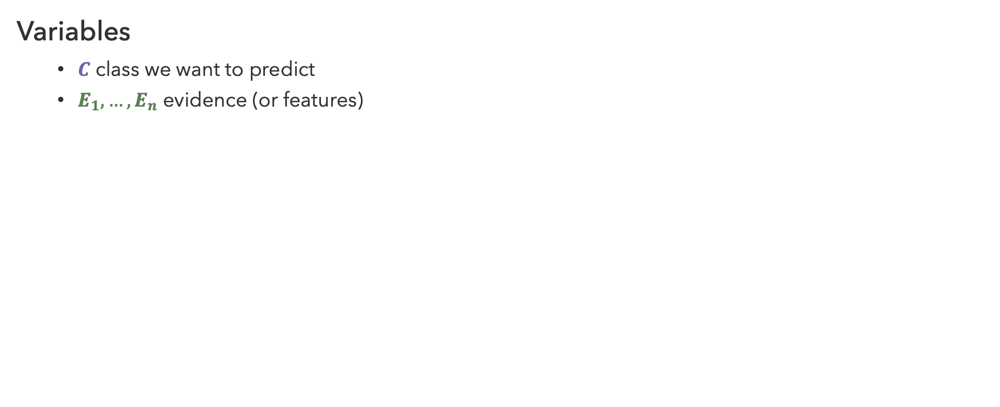 Variables
• C class we want to predict
• E₁, … , Eₙ evidence (or features)